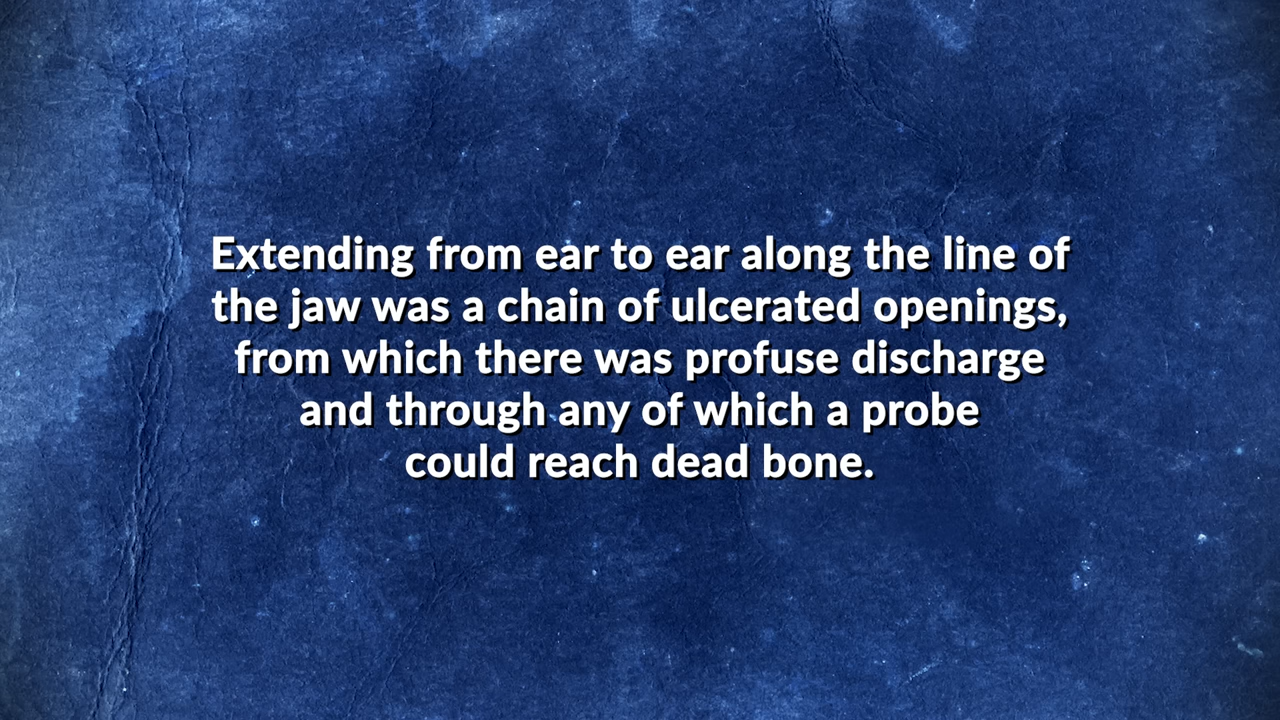 Extending from ear to ear along the line of
the jaw was a chain of ulcerated openings,
from which there was profuse discharge
and through any of which a probe
could reach dead bone.